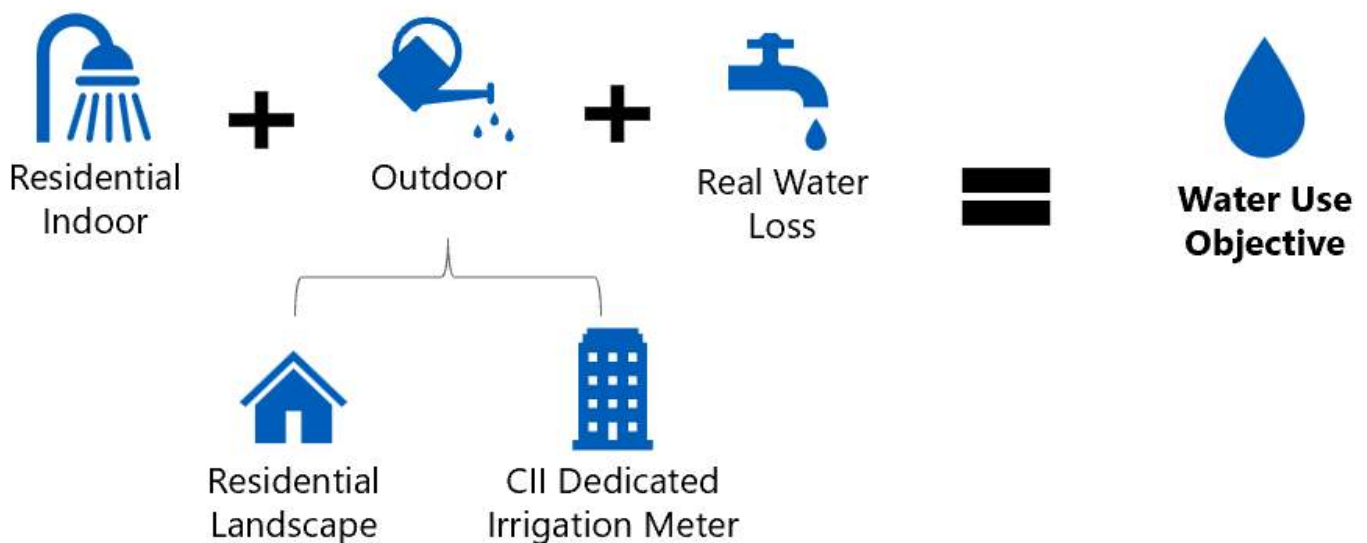 Residential
Indoor
+
Outdoor
+
Real Water
Loss
=
Water Use
Objective
Residential
Landscape
CII Dedicated
Irrigation Meter